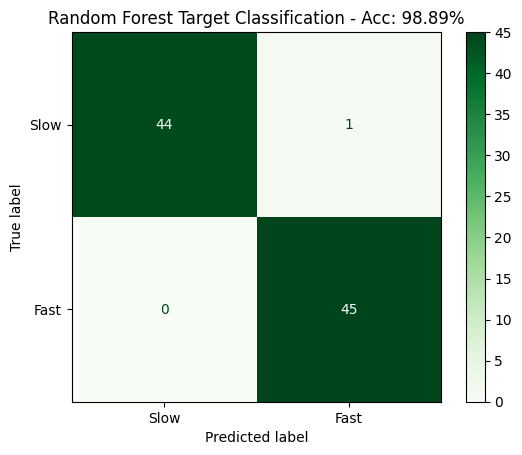 Random Forest Target Classification - Acc: 98.89%
Slow
44
1
Fast
0
45
Slow
Fast
True label
Predicted label
45
40
35
30
25
20
15
10
5
0